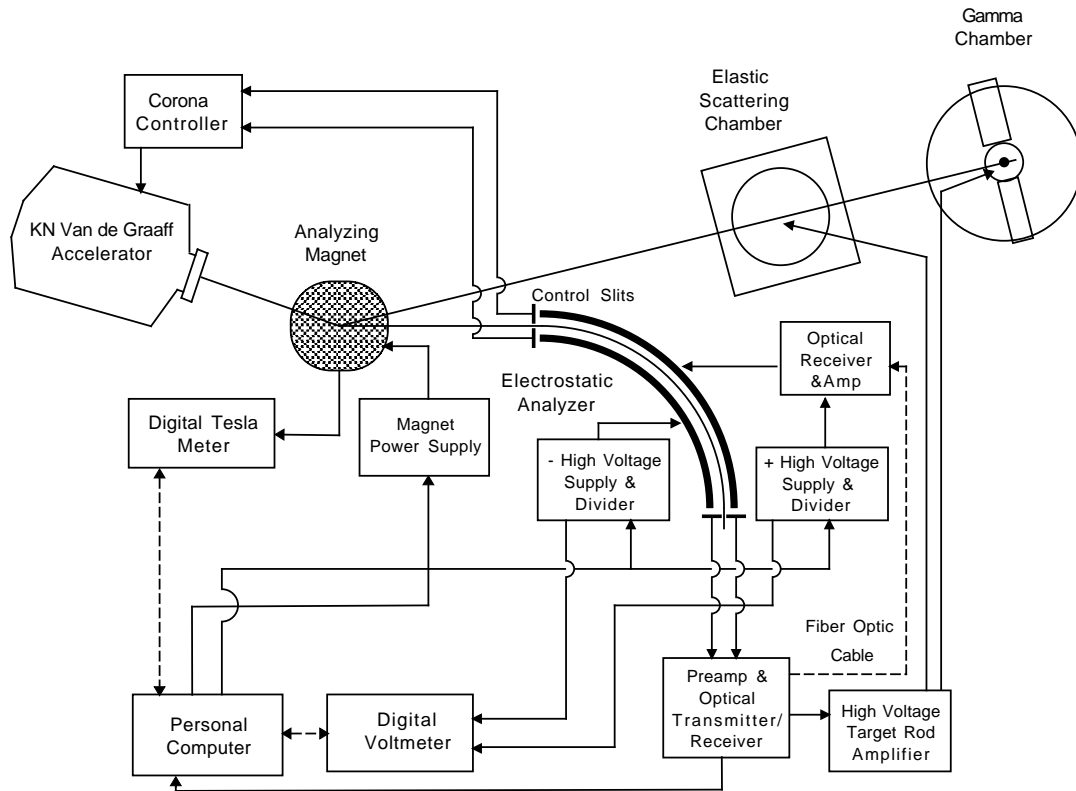 Gamma
Chamber
Elastic
Scattering
Chamber
Corona
Controller
KN Van de Graaff
Accelerator
Analyzing
Magnet
Control Slits
Optical
Receiver
&Amp
Electrostatic
Analyzer
Digital Tesla
Meter
Magnet
Power Supply
- High Voltage
Supply &
Divider
+ High Voltage
Supply &
Divider
Fiber Optic
Cable
Personal
Computer
Digital
Voltmeter
Preamp &
Optical
Transmitter/
Receiver
High Voltage
Target Rod
Amplifier